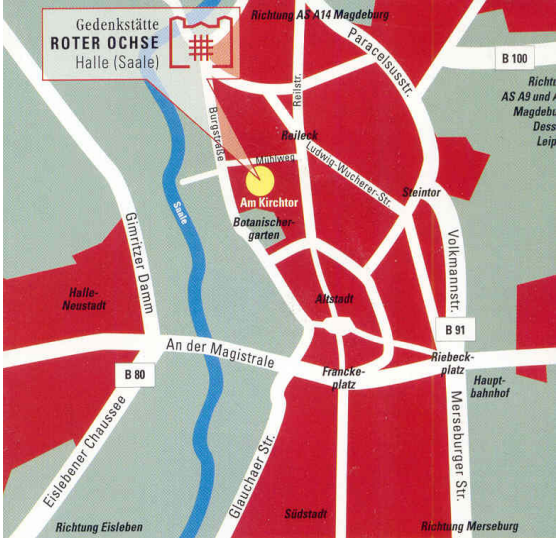 Gedenkstätte
ROTER OCHSE
Halle (Saale)
Richtung AS A14 Magdeburg
Paracelsusstr.
B 100
Richtu
AS A9 und A
Magdebu
Dess
Leip
Reilstr.
Burgstraße
Reileck
Mühlweg
Ludwig-Wucherer-Str.
Am Kirchtor
Steintor
Saale
Botanischer-
garten
Gimritzer Damm
Volkmannstr.
Halle-
Neustadt
Altstadt
B 91
An der Magistrale
Riebeck-
platz
B 80
Francke-
platz
Haupt-
bahnhof
Eislebener Chaussee
Glauchaer Str.
Merseburger Str.
Südstadt
Richtung Eisleben
Richtung Merseburg